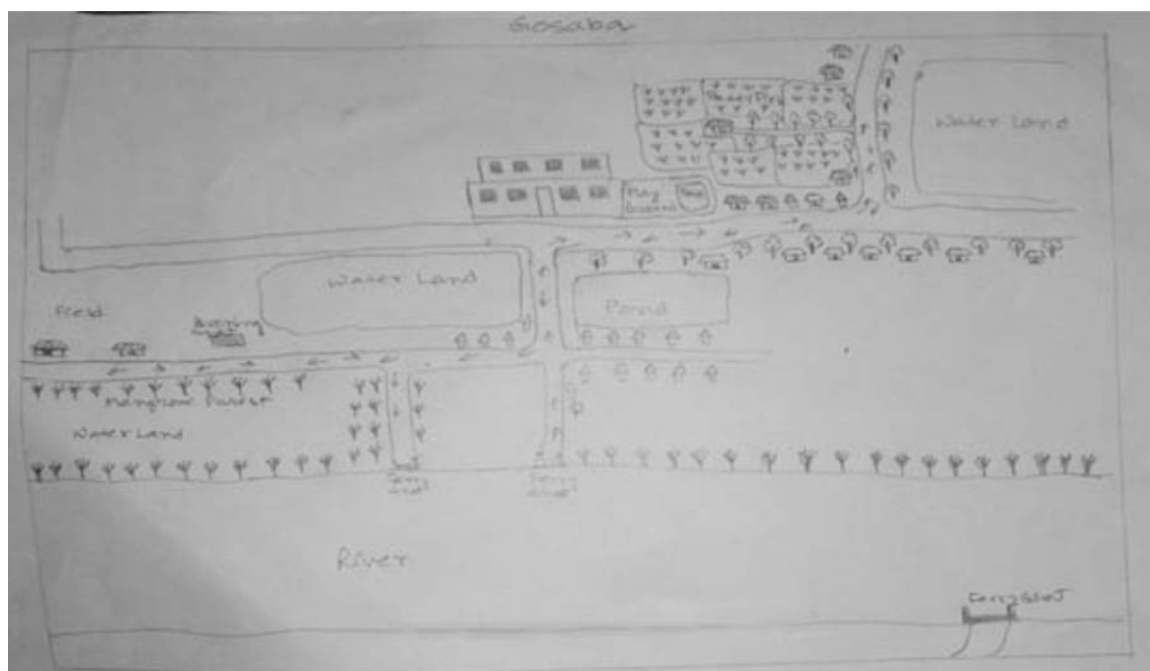 Gosaba
Water Land
Play
Ground
Water Land
Pond
Field
Mangrove Forest
Water Land
Ferry
Ghat
Ferry
Ghat
River
Ferry Ghat